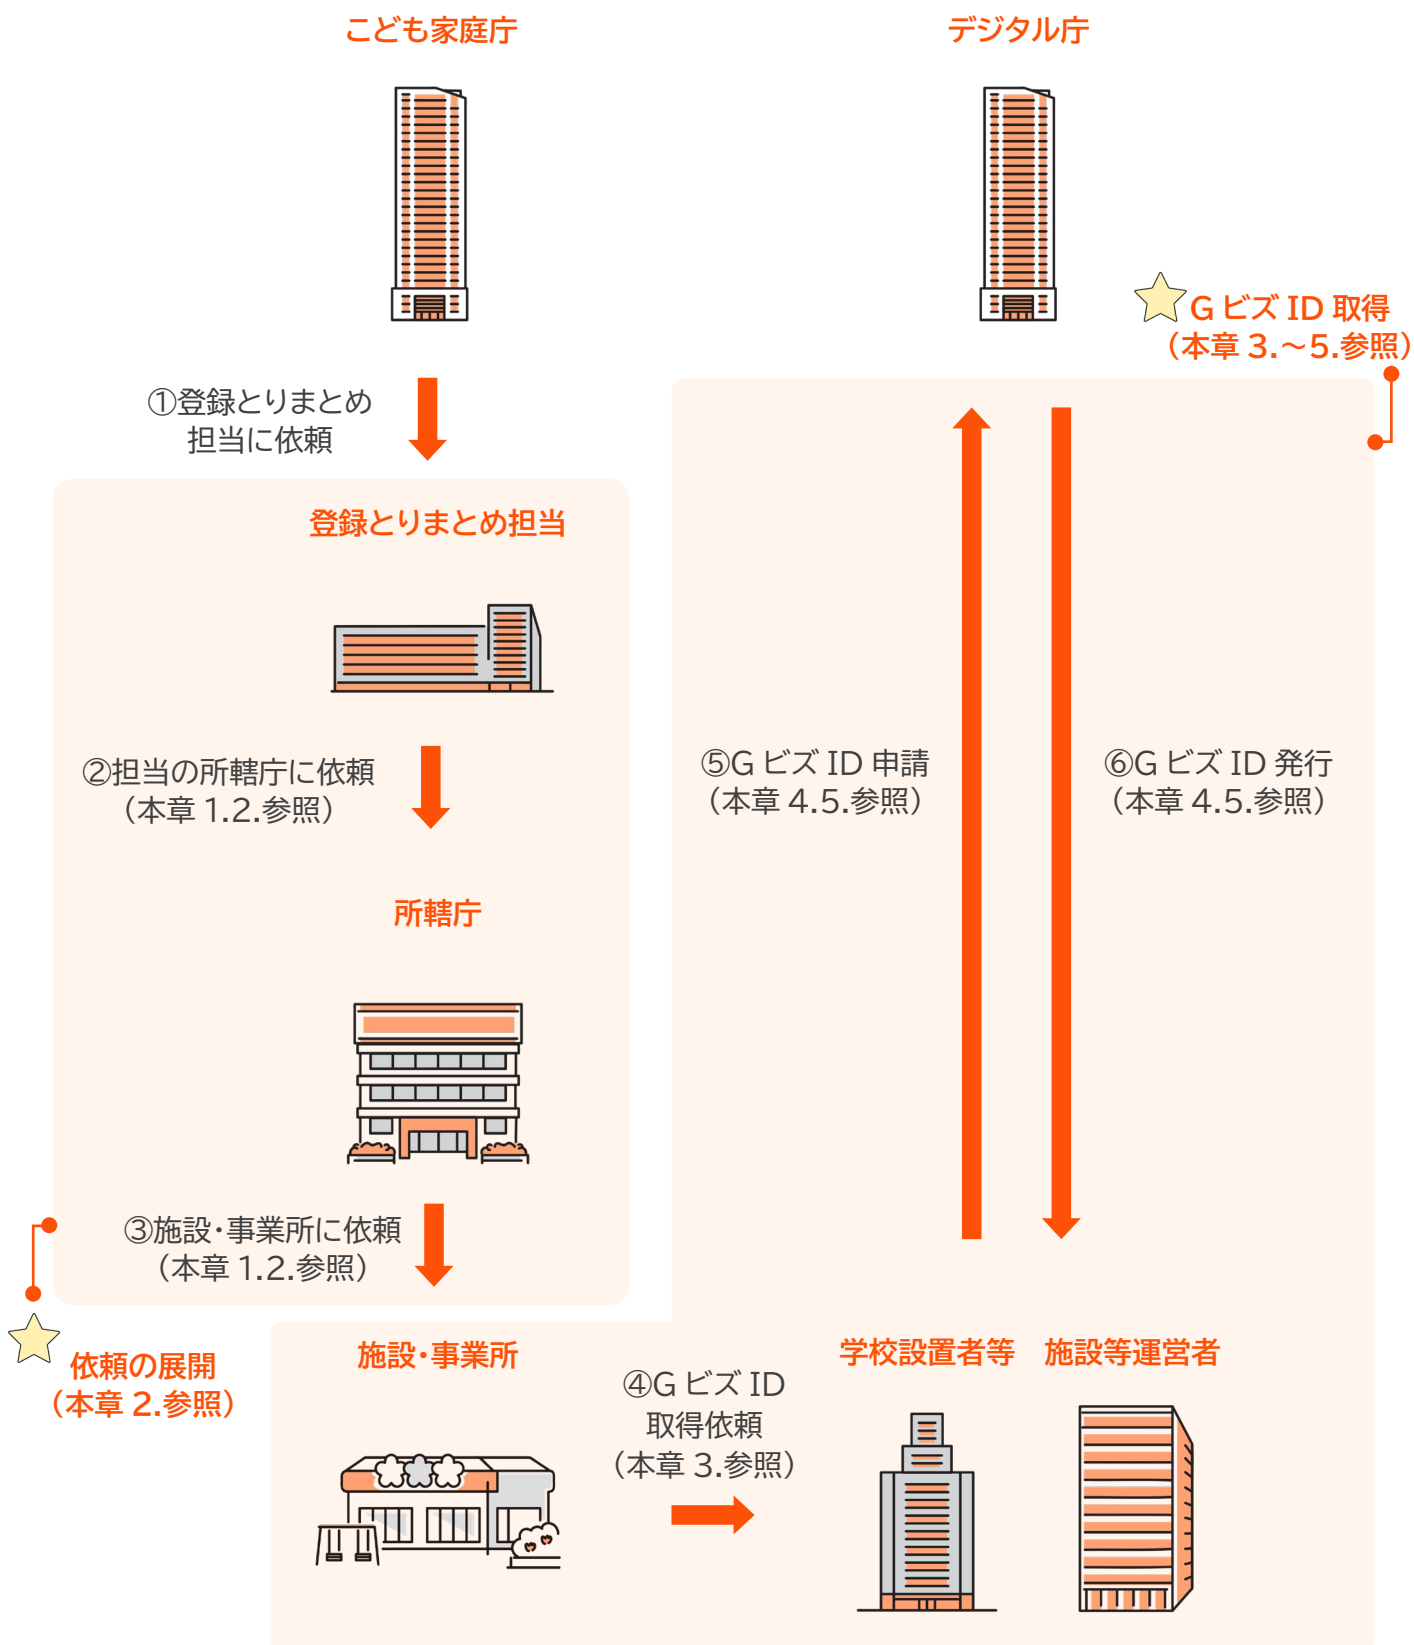 こども家庭庁
デジタル庁
G ビズ ID 取得
（本章 3.～5.参照）
①登録とりまとめ
担当に依頼
登録とりまとめ担当
②担当の所轄庁に依頼
（本章 1.2.参照）
⑤G ビズ ID 申請
（本章 4.5.参照）
⑥G ビズ ID 発行
（本章 4.5.参照）
所轄庁
③施設・事業所に依頼
（本章 1.2.参照）
依頼の展開
（本章 2.参照）
施設・事業所
④G ビズ ID
取得依頼
（本章 3.参照）
学校設置者等
施設等運営者